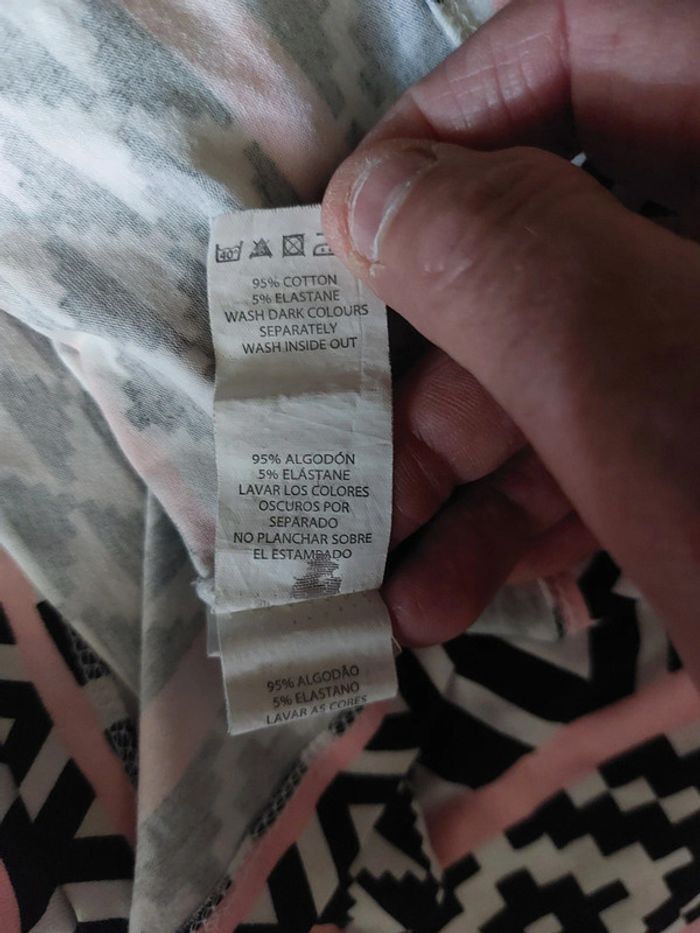 40°
95% COTTON
5% ELASTANE
WASH DARK COLOURS
SEPARATELY
WASH INSIDE OUT
95% ALGODÓN
5% ELÁSTANE
LAVAR LOS COLORES
OSCUROS POR
SEPARADO
NO PLANCHAR SOBRE
EL ESTAMPADO
95% ALGODÃO
5% ELASTANO
LAVAR AS CORES